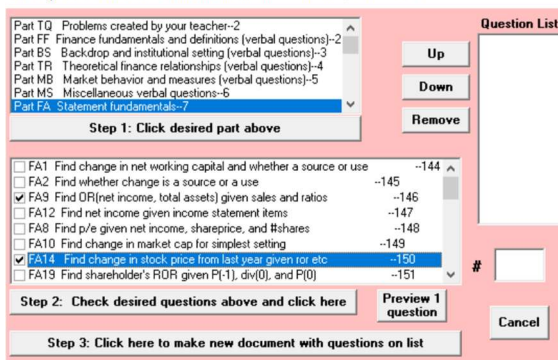 Part TQ Problems created by your teacher--2
Part FF Finance fundamentals and definitions (verbal questions)--2
Part BS Backdrop and institutional setting (verbal questions)--3
Part TR Theoretical finance relationships (verbal questions)--4
Part MB Market behavior and measures (verbal questions)--5
Part MS Miscellaneous verbal questions--6
Part FA Statement fundamentals--7
Step 1: Click desired part above
Question List
Up
Down
Remove
FA1 Find change in net working capital and whether a source or use --144
FA2 Find whether change is a source or a use --145
FA9 Find OR(net income, total assets) given sales and ratios --146
FA12 Find net income given income statement items --147
FA8 Find p/e given net income, shareprice, and #shares --148
FA10 Find change in market cap for simplest setting --149
FA14 Find change in stock price from last year given ror etc --150
FA19 Find shareholder's ROR given P(-1), div(0), and P(0) --151
#
Step 2: Check desired questions above and click here
Preview 1 question
Cancel
Step 3: Click here to make new document with questions on list